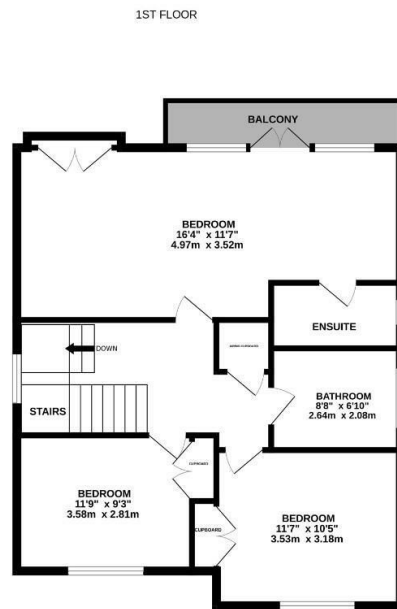 1ST FLOOR
BALCONY
BEDROOM
16'4" x 11'7"
4.97m x 3.52m
ENSUITE
DOWN
BATHROOM
8'8" x 6'10"
2.64m x 2.08m
STAIRS
CUPBOARD
BEDROOM
11'9" x 9'3"
3.58m x 2.81m
BEDROOM
11'7" x 10'5"
3.53m x 3.18m
CUPBOARD